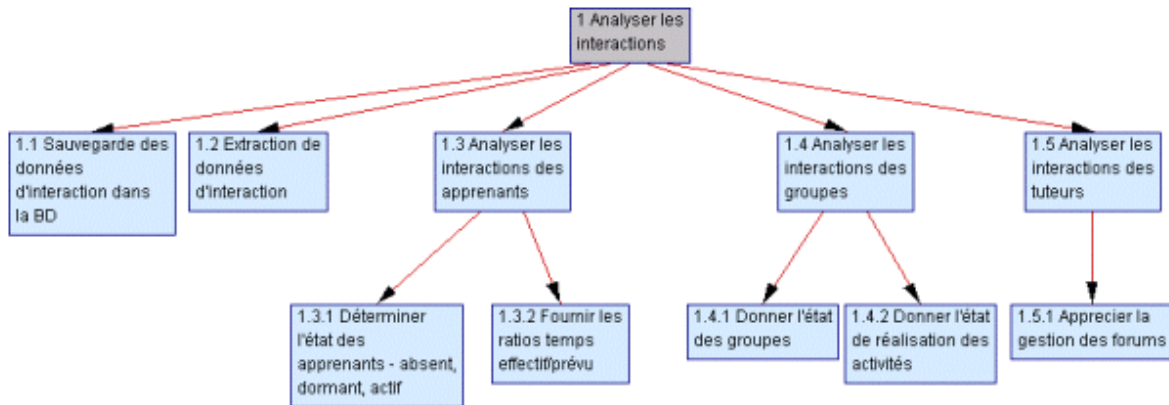 1 Analyser les
interactions
1.1 Sauvegarde des
données
d'interaction dans
la BD
1.2 Extraction de
données
d'interaction
1.3 Analyser les
interactions des
apprenants
1.4 Analyser les
interactions des
groupes
1.5 Analyser les
interactions des
tuteurs
1.3.1 Déterminer
l'état des
apprenants - absent,
dormant, actif
1.3.2 Fournir les
ratios temps
effectif/prévu
1.4.1 Donner l'état
des groupes
1.4.2 Donner l'état
de réalisation des
activités
1.5.1 Apprecier la
gestion des forums